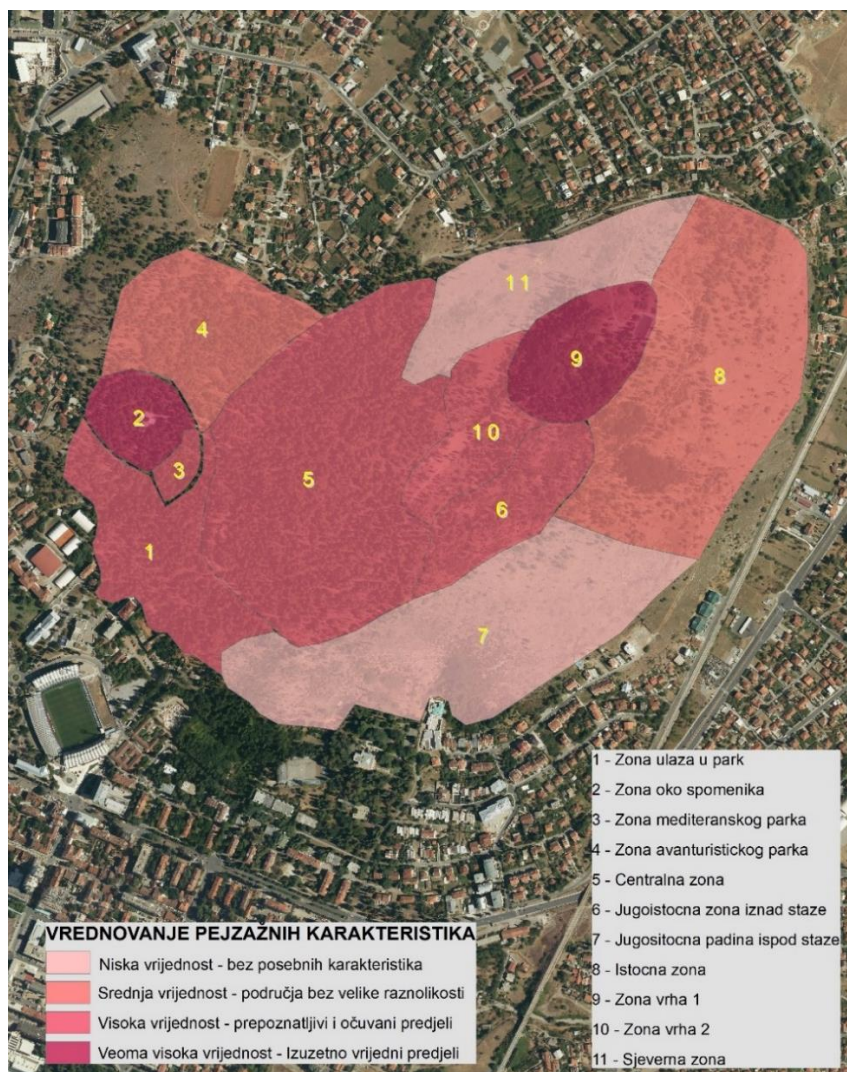 11
4
9
8
2
10
3
5
6
1
7
1 - Zona ulaza u park
2 - Zona oko spomenika
3 - Zona mediteranskog parka
4 - Zona avanturistickog parka
5 - Centralna zona
6 - Jugoistocna zona iznad staze
7 - Jugositocna padina ispod staze
8 - Istocna zona
9 - Zona vrha 1
10 - Zona vrha 2
11 - Sjeverna zona
VREDNOVANJE PEJZAŽNIH KARAKTERISTIKA
Niska vrijednost - bez posebnih karakteristika
Srednja vrijednost - područja bez velike raznolikosti
Visoka vrijednost - prepoznatljivi i očuvani predjeli
Veoma visoka vrijednost - Izuzetno vrijedni predjeli